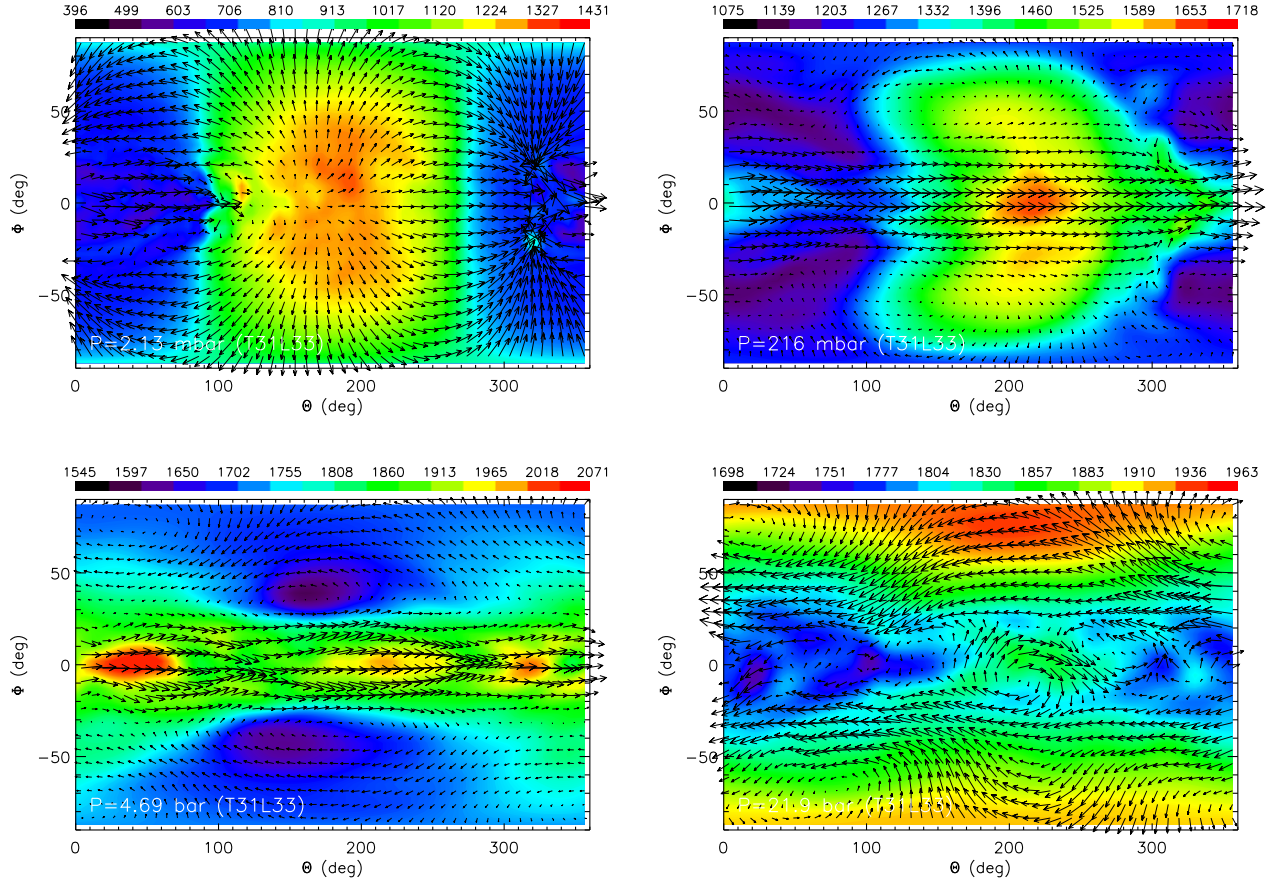 396 499 603 706 810 913 1017 1120 1224 1327 1431
50
0
−50
Φ (deg)
P=2.13 mbar (T31L33)
0 100 200 300
Θ (deg)
1075 1139 1203 1267 1332 1396 1460 1525 1589 1653 1718
50
0
−50
Φ (deg)
P=216 mbar (T31L33)
0 100 200 300
Θ (deg)
1545 1597 1650 1702 1755 1808 1860 1913 1965 2018 2071
50
0
−50
Φ (deg)
P=4.69 bar (T31L33)
0 100 200 300
Θ (deg)
1698 1724 1751 1777 1804 1830 1857 1883 1910 1936 1963
50
0
−50
Φ (deg)
P=21.9 bar (T31L33)
0 100 200 300
Θ (deg)